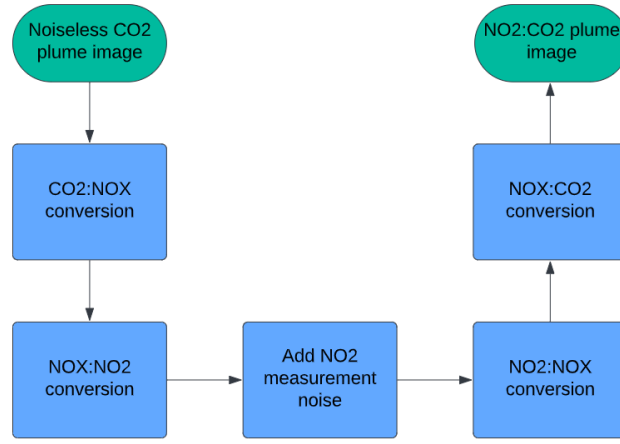 Noiseless CO2
plume image
CO2:NOX
conversion
NOX:NO2
conversion
Add NO2
measurement
noise
NO2:NOX
conversion
NOX:CO2
conversion
NO2:CO2 plume
image